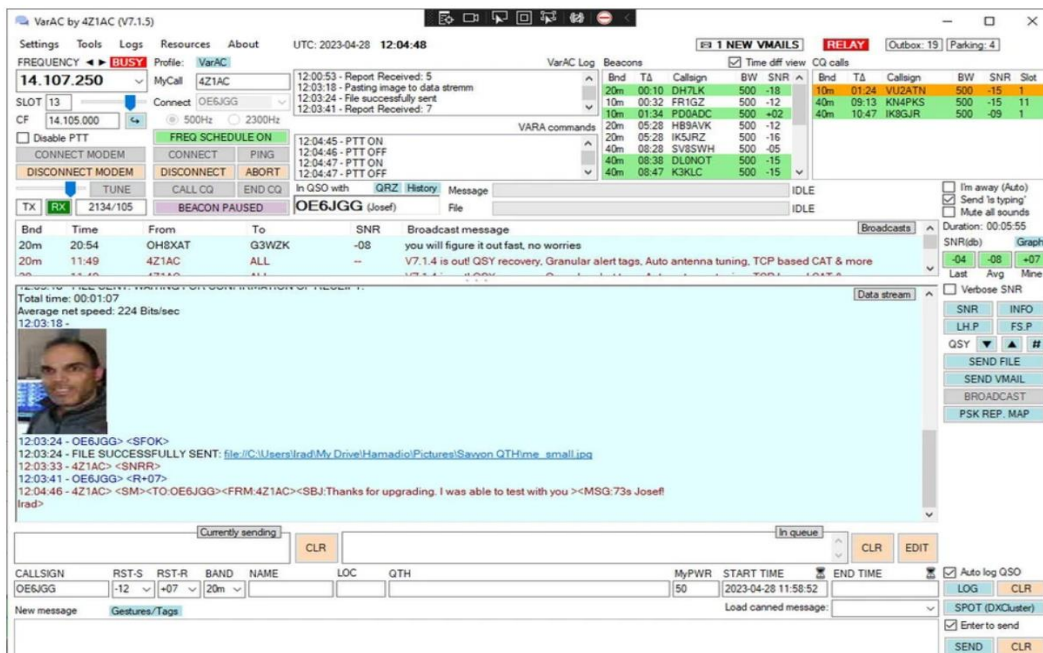 VarAC by 4Z1AC (V7.1.5)
Settings Tools Logs Resources About UTC: 2023-04-28 12:04:48 1 NEW VMAILS RELAY Outbox: 19 Parking: 4
FREQUENCY BUSY Profile: VarAC VarAC Log Beacons Time diff view CQ calls
14.107.250 MyCall 4Z1AC
SLOT 13 Connect OE6JGG
CF 14.105.000 500Hz 2300Hz
Disable PTT FREQ SCHEDULE ON
CONNECT MODEM CONNECT PING
DISCONNECT MODEM DISCONNECT ABORT
TUNE CALL CQ END CQ
TX RX 2134/105 BEACON PAUSED
12:00:53 - Report Received: 5
12:03:18 - Pasting image to data stremm
12:03:24 - File successfully sent
12:03:41 - Report Received: 7
VARA commands
12:04:45 - PTT ON
12:04:46 - PTT OFF
12:04:47 - PTT ON
12:04:47 - PTT OFF
Bnd TΔ Callsign BW SNR
20m 00:10 DH7LK 500 -18
10m 00:32 FR1GZ 500 -12
10m 01:34 PD0ADC 500 +02
20m 05:28 HB9AVK 500 -12
20m 05:28 IK5JRZ 500 -16
40m 08:28 SV8SWH 500 -05
40m 08:38 DL0NOT 500 -15
40m 08:47 K3KLC 500 -15
Bnd TΔ Callsign BW SNR Slot
10m 01:24 VU2ATN 500 -15 1
40m 09:13 KN4PKS 500 -15 11
40m 10:47 IK8GJR 500 -09 1
In QSO with QRZ History Message IDLE
OE6JGG (Josef) File IDLE
I'm away (Auto)
Send 'is typing'
Mute all sounds
Duration: 00:05:55
SNR(db) Graph
-04 -08 +07
Last Avg Mine
Verbose SNR
SNR INFO
LH.P FS.P
QSY #
SEND FILE
SEND VMAIL
BROADCAST
PSK REP. MAP
Bnd Time From To SNR Broadcast message Broadcasts
20m 20:54 OH8XAT G3WZK -08 you will figure it out fast, no worries
20m 11:49 4Z1AC ALL -- V7.1.4 is out! QSY recovery, Granular alert tags, Auto antenna tuning, TCP based CAT & more
Data stream
Total time: 00:01:07
Average net speed: 224 Bits/sec
12:03:18 -
12:03:24 - OE6JGG> <SFOK>
12:03:24 - FILE SUCCESSFULLY SENT: file://C:\Users\Irad\My Drive\Hamadio\Pictures\Savyon QTH\me_small.jpg
12:03:33 - 4Z1AC> <SNRR>
12:03:41 - OE6JGG> <R+07>
12:04:46 - 4Z1AC> <SM><TO:OE6JGG><FRM:4Z1AC><SBJ:Thanks for upgrading. I was able to test with you ><MSG:73s Josef!
Irad>
Currently sending CLR In queue CLR EDIT
CALLSIGN RST-S RST-R BAND NAME LOC QTH MyPWR START TIME END TIME
OE6JGG -12 +07 20m 50 2023-04-28 11:58:52
New message Gestures/Tags Load canned message:
Auto log QSO
LOG CLR
SPOT (DXCluster)
Enter to send
SEND CLR